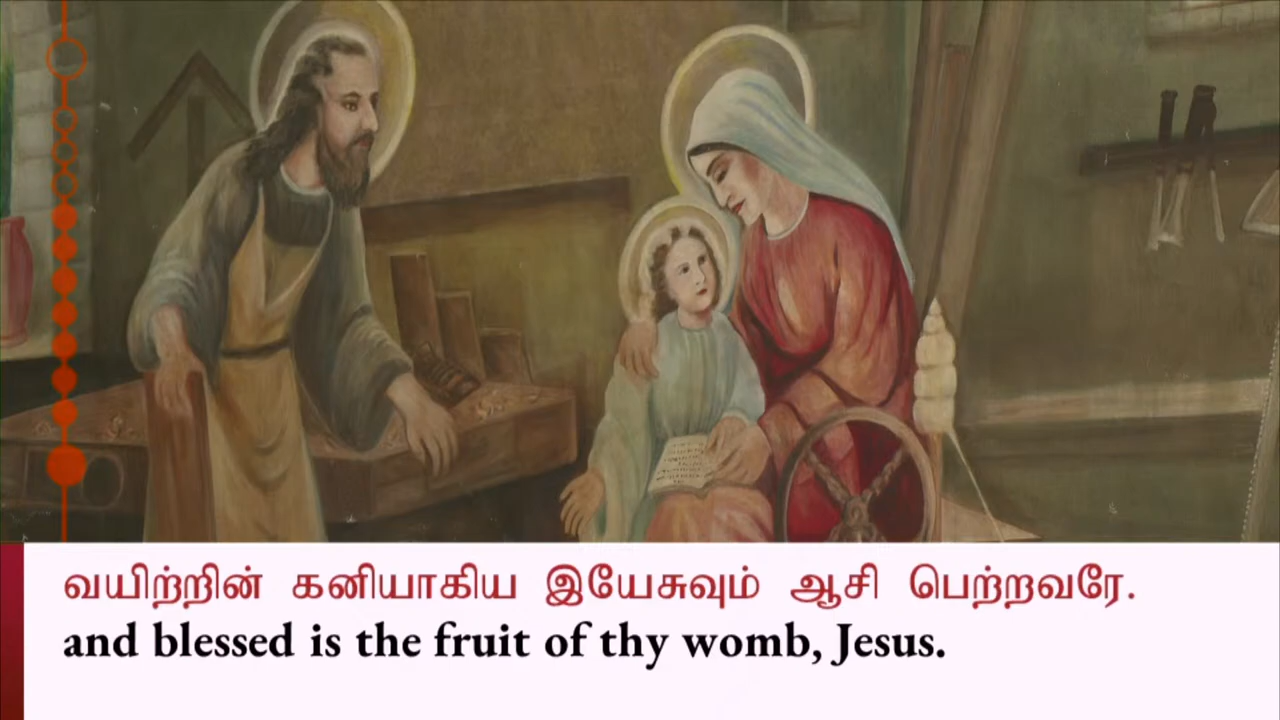 வயிற்றின் கனியாகிய இயேசுவும் ஆசி பெற்றவரே.
and blessed is the fruit of thy womb, Jesus.